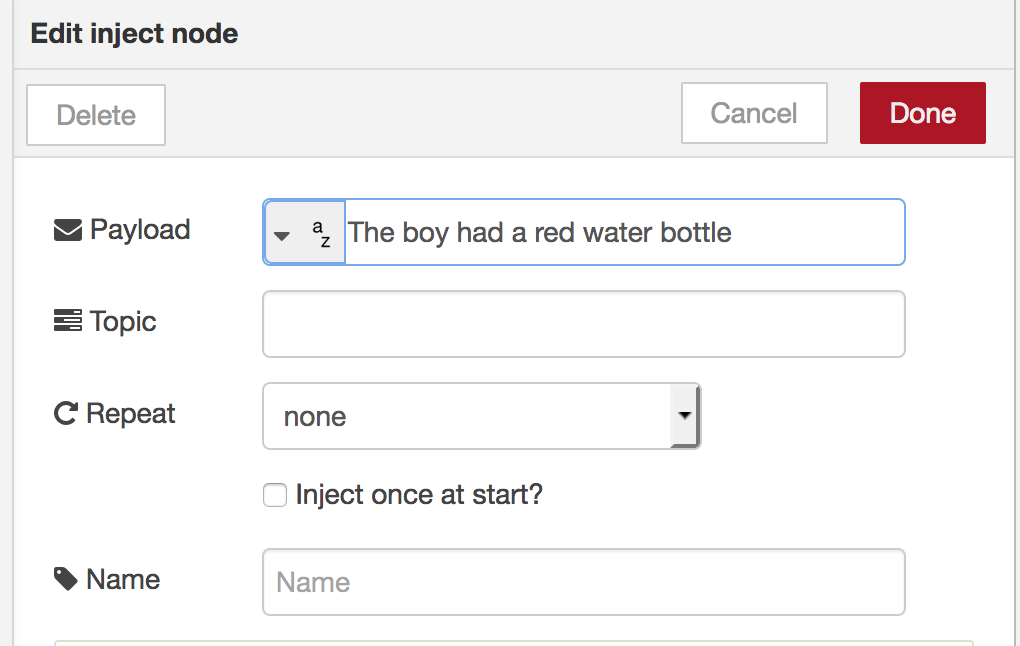 Edit inject node
Delete Cancel Done
Payload az The boy had a red water bottle
Topic
Repeat none
Inject once at start?
Name Name